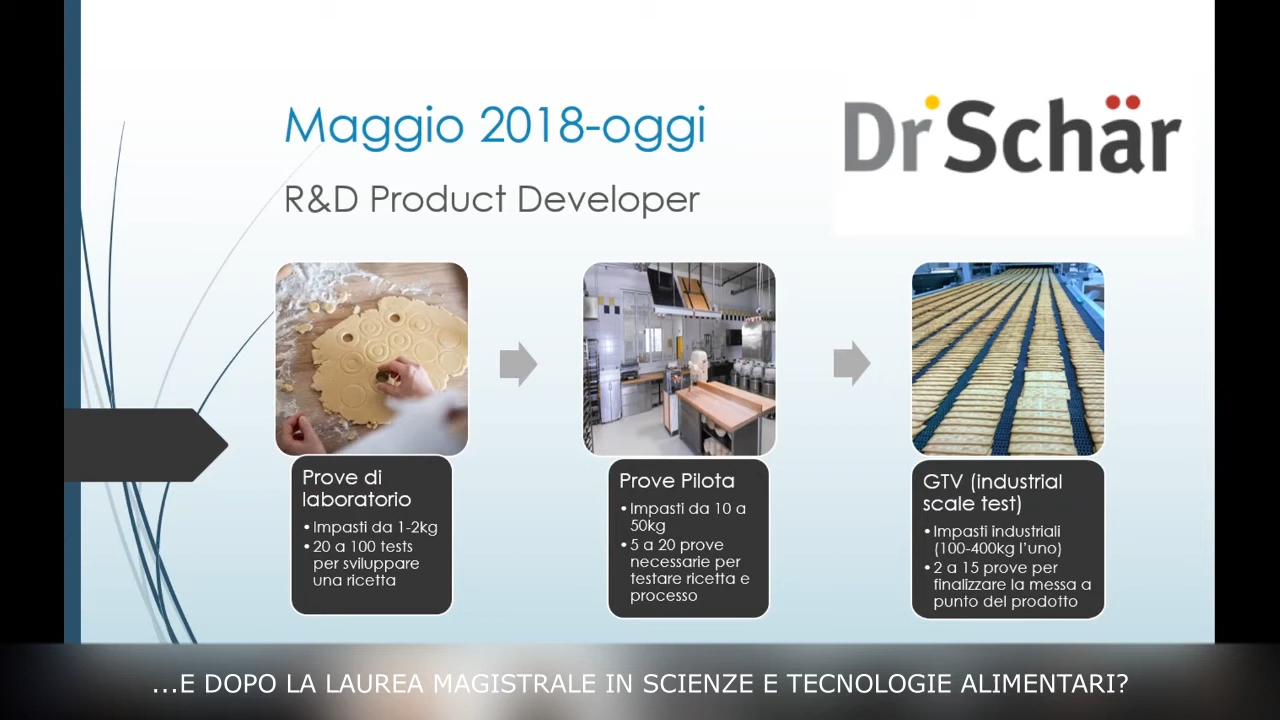 Maggio 2018-oggi
Dr Schär
R&D Product Developer
Prove di
laboratorio
• Impasti da 1-2kg
• 20 a 100 tests
per sviluppare
una ricetta
Prove Pilota
• Impasti da 10 a
50kg
• 5 a 20 prove
necessarie per
testare ricetta e
processo
GTV (industrial
scale test)
• Impasti industriali
(100-400kg l'uno)
• 2 a 15 prove per
finalizzare la messa a
punto del prodotto
...E DOPO LA LAUREA MAGISTRALE IN SCIENZE E TECNOLOGIE ALIMENTARI?